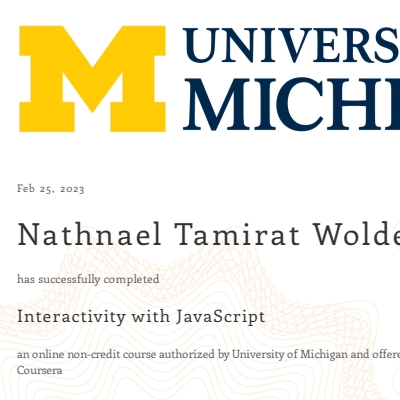 M
UNIVERS
MICHI
Feb 25, 2023
Nathnael Tamirat Wolde
has successfully completed
Interactivity with JavaScript
an online non-credit course authorized by University of Michigan and offere
Coursera